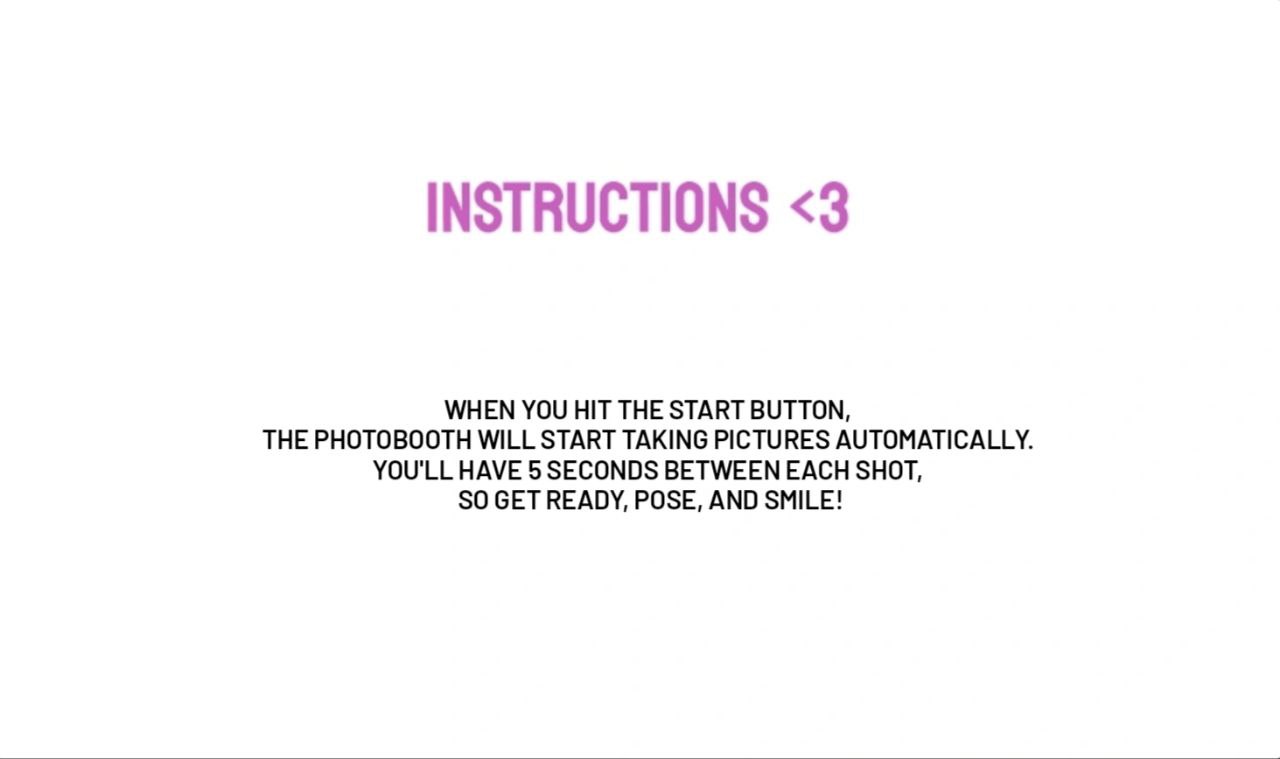 INSTRUCTIONS <3
WHEN YOU HIT THE START BUTTON,
THE PHOTOBOOTH WILL START TAKING PICTURES AUTOMATICALLY.
YOU'LL HAVE 5 SECONDS BETWEEN EACH SHOT,
SO GET READY, POSE, AND SMILE!